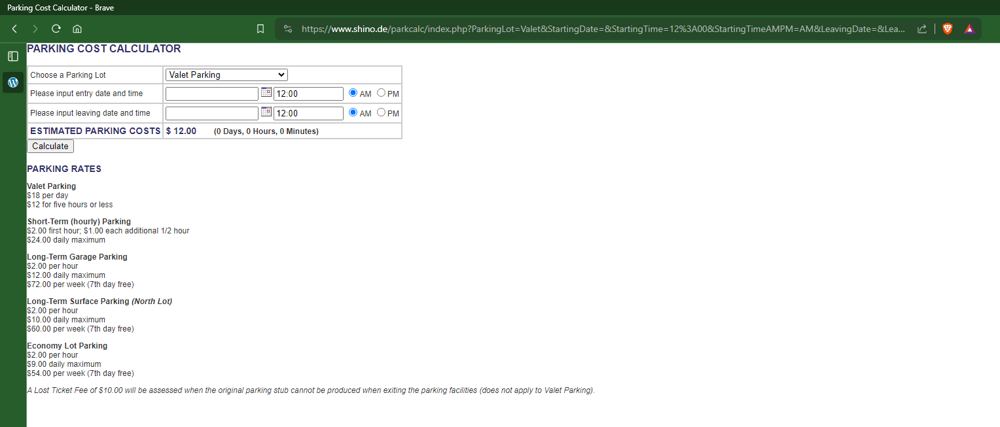 Parking Cost Calculator - Brave
https://www.shino.de/parkcalc/index.php?ParkingLot=Valet&StartingDate=&StartingTime=12%3A00&StartingTimeAMPM=AM&LeavingDate=&Lea...
PARKING COST CALCULATOR
Choose a Parking Lot Valet Parking
Please input entry date and time 12:00 AM PM
Please input leaving date and time 12:00 AM PM
ESTIMATED PARKING COSTS $ 12.00 (0 Days, 0 Hours, 0 Minutes)
Calculate
PARKING RATES
Valet Parking
$18 per day
$12 for five hours or less
Short-Term (hourly) Parking
$2.00 first hour; $1.00 each additional 1/2 hour
$24.00 daily maximum
Long-Term Garage Parking
$2.00 per hour
$12.00 daily maximum
$72.00 per week (7th day free)
Long-Term Surface Parking (North Lot)
$2.00 per hour
$10.00 daily maximum
$60.00 per week (7th day free)
Economy Lot Parking
$2.00 per hour
$9.00 daily maximum
$54.00 per week (7th day free)
A Lost Ticket Fee of $10.00 will be assessed when the original parking stub cannot be produced when exiting the parking facilities (does not apply to Valet Parking).